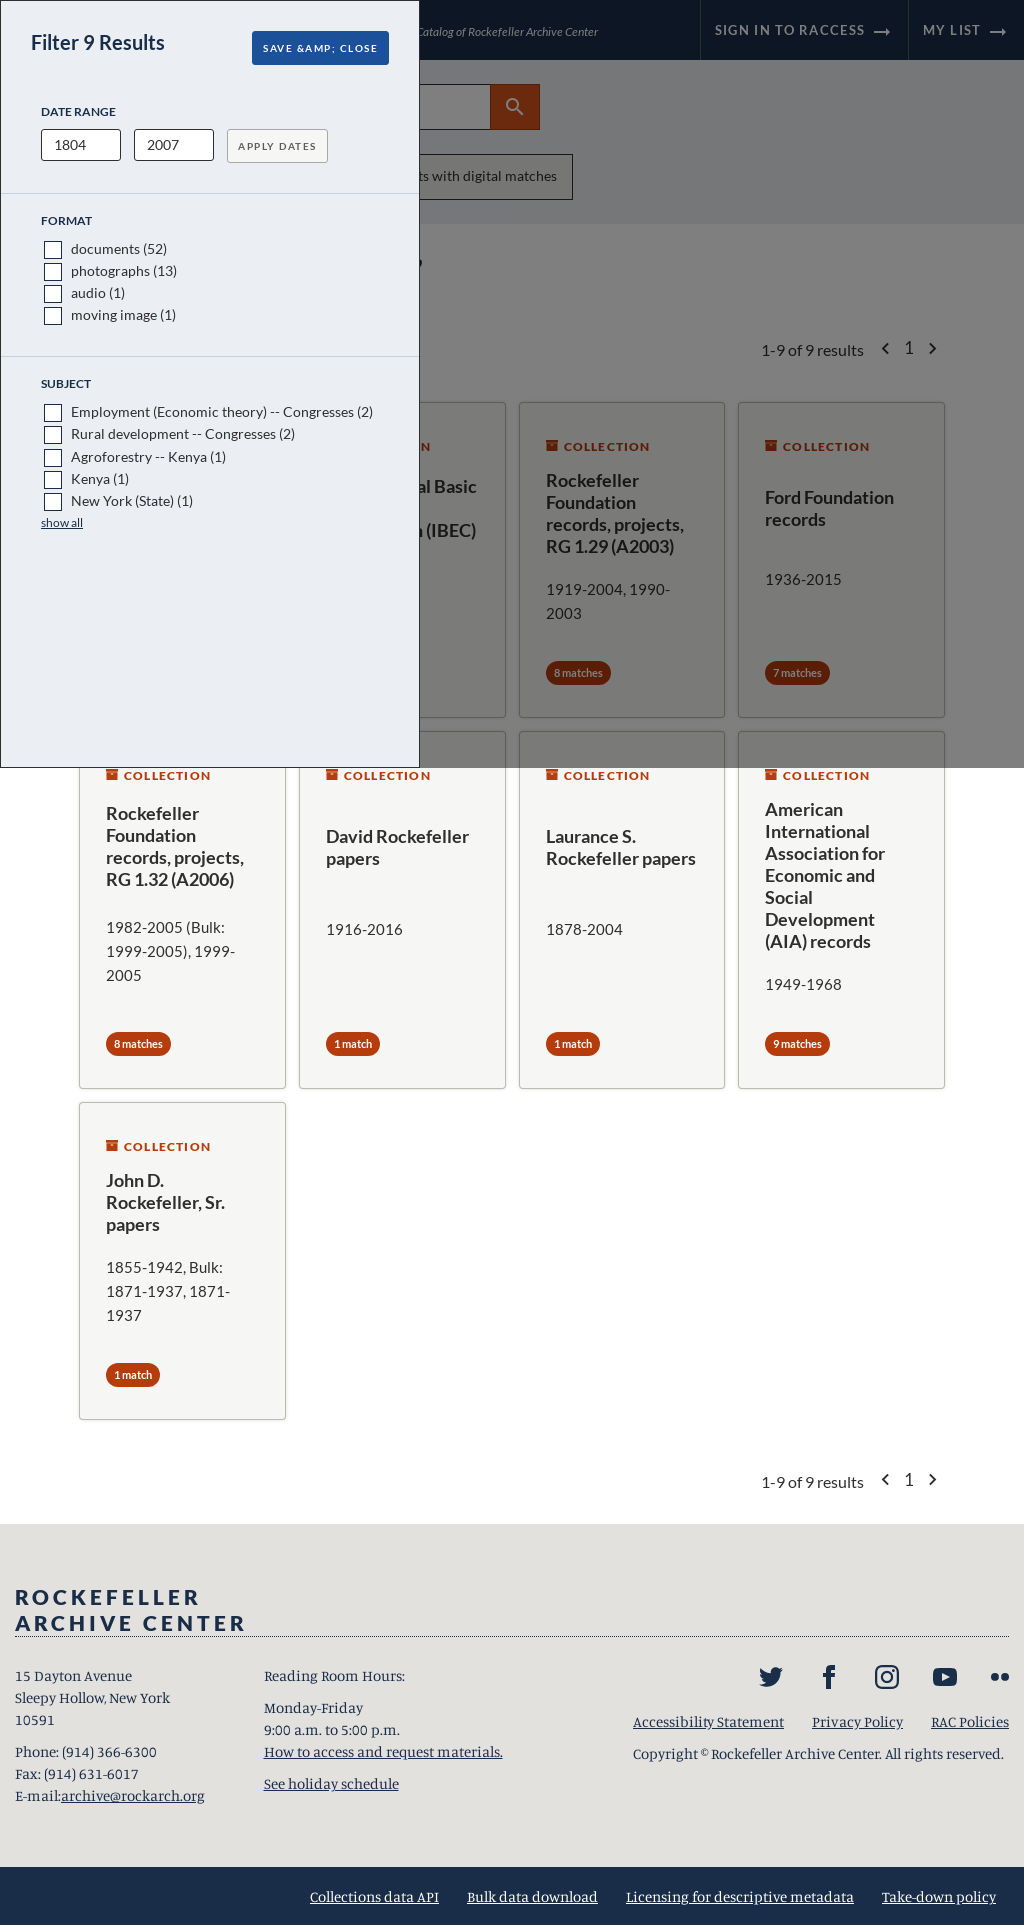 Filter 9 Results
SAVE &AMP; CLOSE
Catalog of Rockefeller Archive Center
SIGN IN TO RACCESS
MY LIST
DATE RANGE
1804
2007
APPLY DATES
with digital matches
FORMAT
documents (52)
photographs (13)
audio (1)
moving image (1)
1-9 of 9 results
1
SUBJECT
Employment (Economic theory) -- Congresses (2)
Rural development -- Congresses (2)
Agroforestry -- Kenya (1)
Kenya (1)
New York (State) (1)
show all
Basic
(IBEC)
COLLECTION
Rockefeller
Foundation
records, projects,
RG 1.29 (A2003)
1919-2004, 1990-
2003
8 matches
COLLECTION
Ford Foundation
records
1936-2015
7 matches
COLLECTION
Rockefeller
Foundation
records, projects,
RG 1.32 (A2006)
1982-2005 (Bulk:
1999-2005), 1999-
2005
8 matches
COLLECTION
David Rockefeller
papers
1916-2016
1 match
COLLECTION
Laurance S.
Rockefeller papers
1878-2004
1 match
COLLECTION
American
International
Association for
Economic and
Social
Development
(AIA) records
1949-1968
9 matches
COLLECTION
John D.
Rockefeller, Sr.
papers
1855-1942, Bulk:
1871-1937, 1871-
1937
1 match
1-9 of 9 results
1
ROCKEFELLER
ARCHIVE CENTER
15 Dayton Avenue
Sleepy Hollow, New York
10591
Phone: (914) 366-6300
Fax: (914) 631-6017
E-mail:archive@rockarch.org
Reading Room Hours:
Monday-Friday
9:00 a.m. to 5:00 p.m.
How to access and request materials.
See holiday schedule
Accessibility Statement
Privacy Policy
RAC Policies
Copyright © Rockefeller Archive Center. All rights reserved.
Collections data API
Bulk data download
Licensing for descriptive metadata
Take-down policy